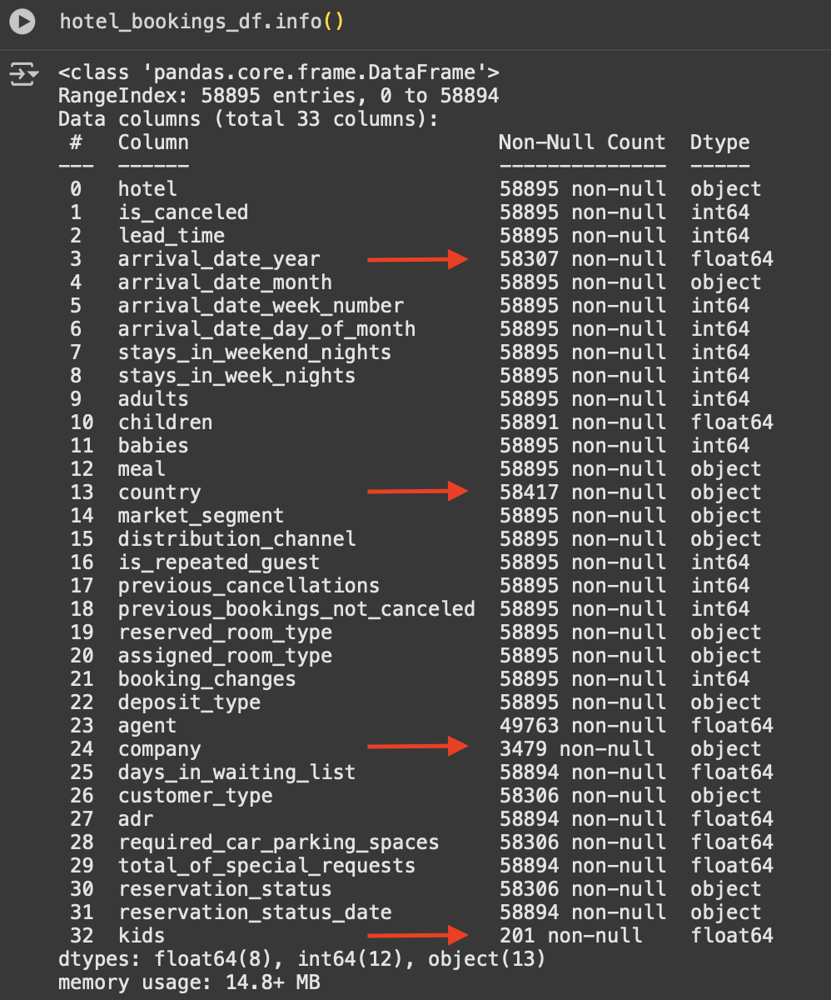 hotel_bookings_df.info()
<class 'pandas.core.frame.DataFrame'>
RangeIndex: 58895 entries, 0 to 58894
Data columns (total 33 columns):
 #   Column                          Non-Null Count  Dtype
---  ------                          --------------  -----
 0   hotel                           58895 non-null  object
 1   is_canceled                     58895 non-null  int64
 2   lead_time                       58895 non-null  int64
 3   arrival_date_year               58307 non-null  float64
 4   arrival_date_month              58895 non-null  object
 5   arrival_date_week_number        58895 non-null  int64
 6   arrival_date_day_of_month       58895 non-null  int64
 7   stays_in_weekend_nights         58895 non-null  int64
 8   stays_in_week_nights            58895 non-null  int64
 9   adults                          58895 non-null  int64
 10  children                        58891 non-null  float64
 11  babies                          58895 non-null  int64
 12  meal                            58895 non-null  object
 13  country                         58417 non-null  object
 14  market_segment                  58895 non-null  object
 15  distribution_channel            58895 non-null  object
 16  is_repeated_guest               58895 non-null  int64
 17  previous_cancellations          58895 non-null  int64
 18  previous_bookings_not_canceled  58895 non-null  int64
 19  reserved_room_type              58895 non-null  object
 20  assigned_room_type              58895 non-null  object
 21  booking_changes                 58895 non-null  int64
 22  deposit_type                    58895 non-null  object
 23  agent                           49763 non-null  float64
 24  company                         3479 non-null   object
 25  days_in_waiting_list            58894 non-null  float64
 26  customer_type                   58306 non-null  object
 27  adr                             58894 non-null  float64
 28  required_car_parking_spaces     58306 non-null  float64
 29  total_of_special_requests       58894 non-null  float64
 30  reservation_status              58306 non-null  object
 31  reservation_status_date         58894 non-null  object
 32  kids                            201 non-null    float64
dtypes: float64(8), int64(12), object(13)
memory usage: 14.8+ MB